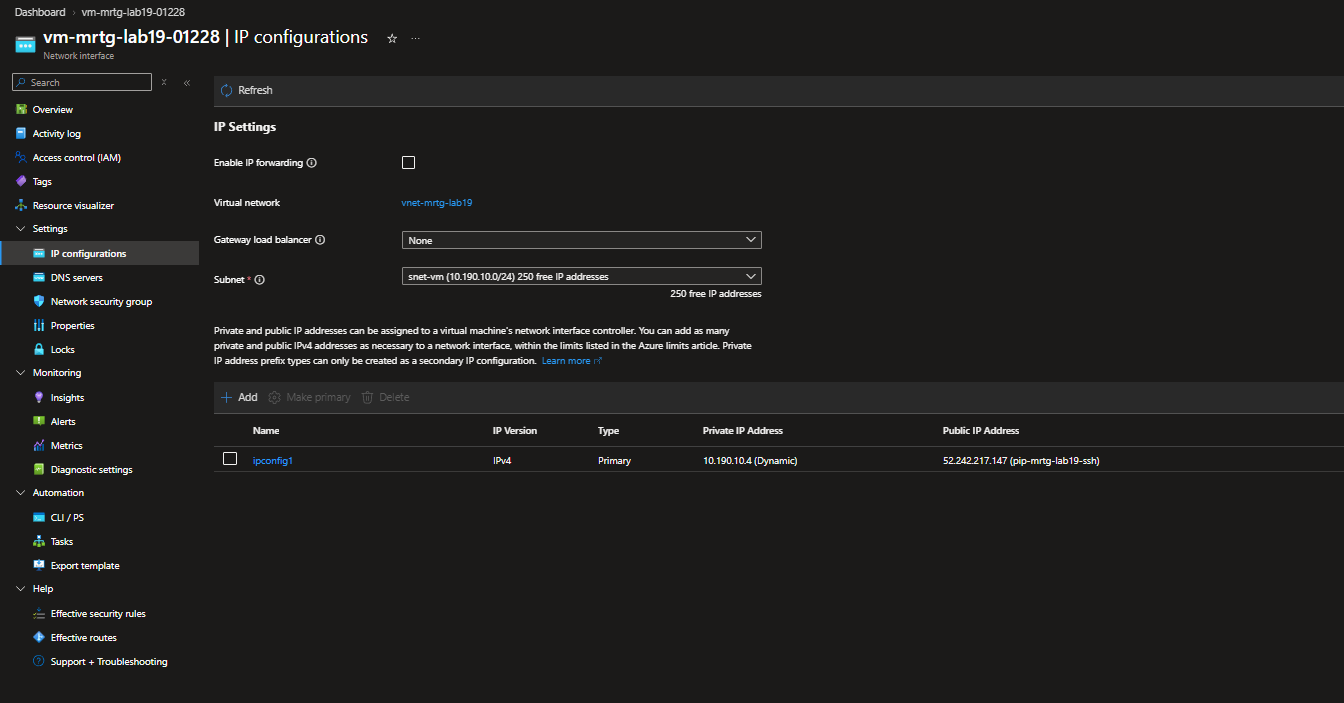 Dashboard › vm-mrtg-lab19-01228
vm-mrtg-lab19-01228 | IP configurations
Network interface
Search
Overview
Activity log
Access control (IAM)
Tags
Resource visualizer
Settings
IP configurations
DNS servers
Network security group
Properties
Locks
Monitoring
Insights
Alerts
Metrics
Diagnostic settings
Automation
CLI / PS
Tasks
Export template
Help
Effective security rules
Effective routes
Support + Troubleshooting
Refresh
IP Settings
Enable IP forwarding
Virtual network vnet-mrtg-lab19
Gateway load balancer None
Subnet * snet-vm (10.190.10.0/24) 250 free IP addresses
250 free IP addresses
Private and public IP addresses can be assigned to a virtual machine's network interface controller. You can add as many
private and public IPv4 addresses as necessary to a network interface, within the limits listed in the Azure limits article. Private
IP address prefix types can only be created as a secondary IP configuration. Learn more
Add Make primary Delete
Name IP Version Type Private IP Address Public IP Address
ipconfig1 IPv4 Primary 10.190.10.4 (Dynamic) 52.242.217.147 (pip-mrtg-lab19-ssh)